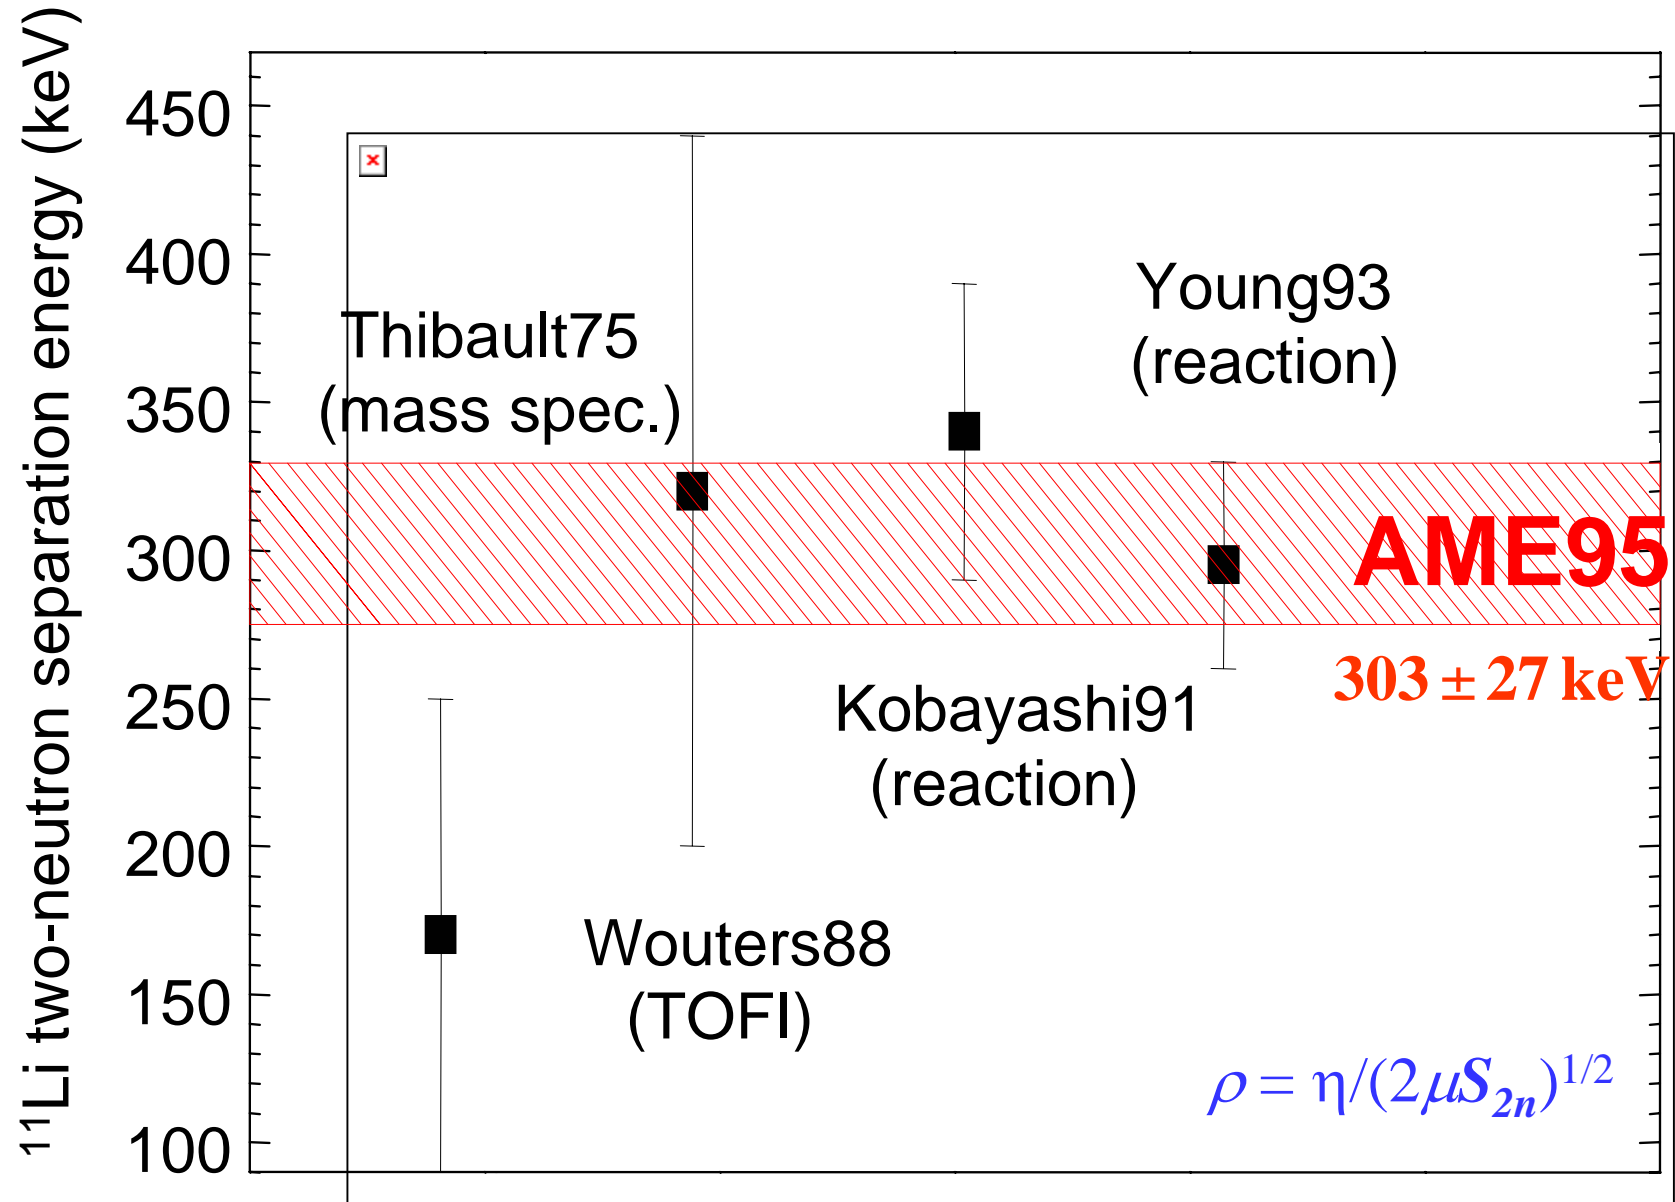 ¹¹Li two-neutron separation energy (keV)
450
400
350
300
250
200
150
100
Thibault75
(mass spec.)
Young93
(reaction)
AME95
303 ± 27 keV
Kobayashi91
(reaction)
Wouters88
(TOFI)
ρ = η/(2μS₂ₙ)¹/²